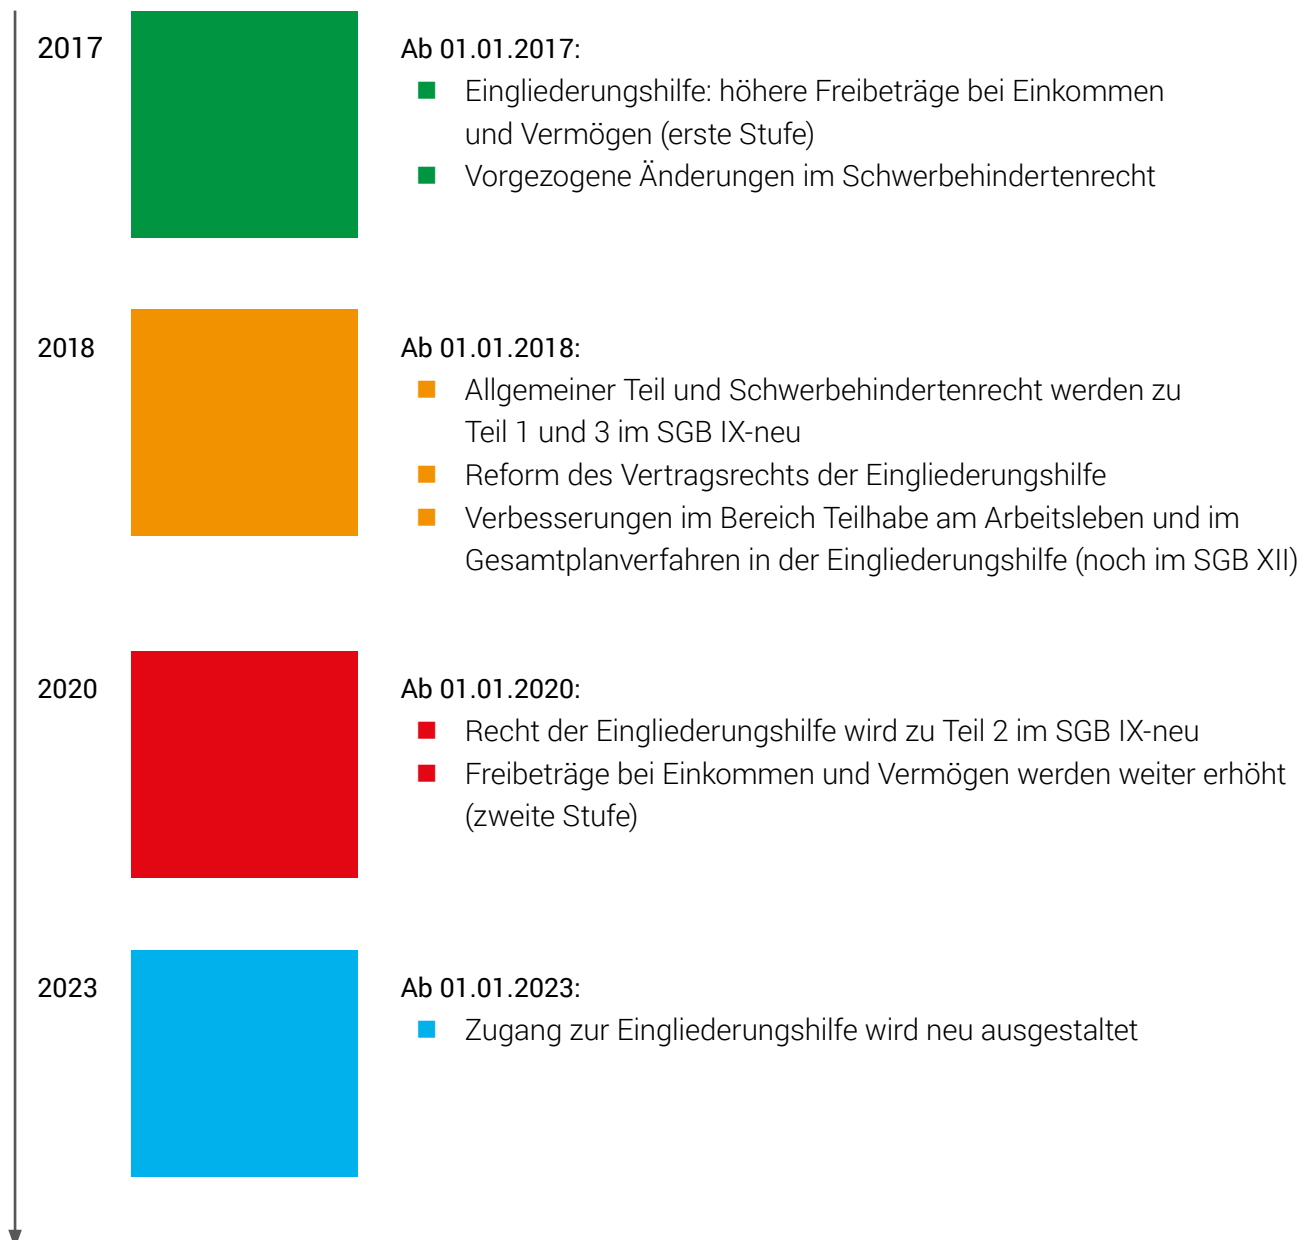 2017
Ab 01.01.2017:
Eingliederungshilfe: höhere Freibeträge bei Einkommen
und Vermögen (erste Stufe)
Vorgezogene Änderungen im Schwerbehindertenrecht
2018
Ab 01.01.2018:
Allgemeiner Teil und Schwerbehindertenrecht werden zu
Teil 1 und 3 im SGB IX-neu
Reform des Vertragsrechts der Eingliederungshilfe
Verbesserungen im Bereich Teilhabe am Arbeitsleben und im
Gesamtplanverfahren in der Eingliederungshilfe (noch im SGB XII)
2020
Ab 01.01.2020:
Recht der Eingliederungshilfe wird zu Teil 2 im SGB IX-neu
Freibeträge bei Einkommen und Vermögen werden weiter erhöht
(zweite Stufe)
2023
Ab 01.01.2023:
Zugang zur Eingliederungshilfe wird neu ausgestaltet